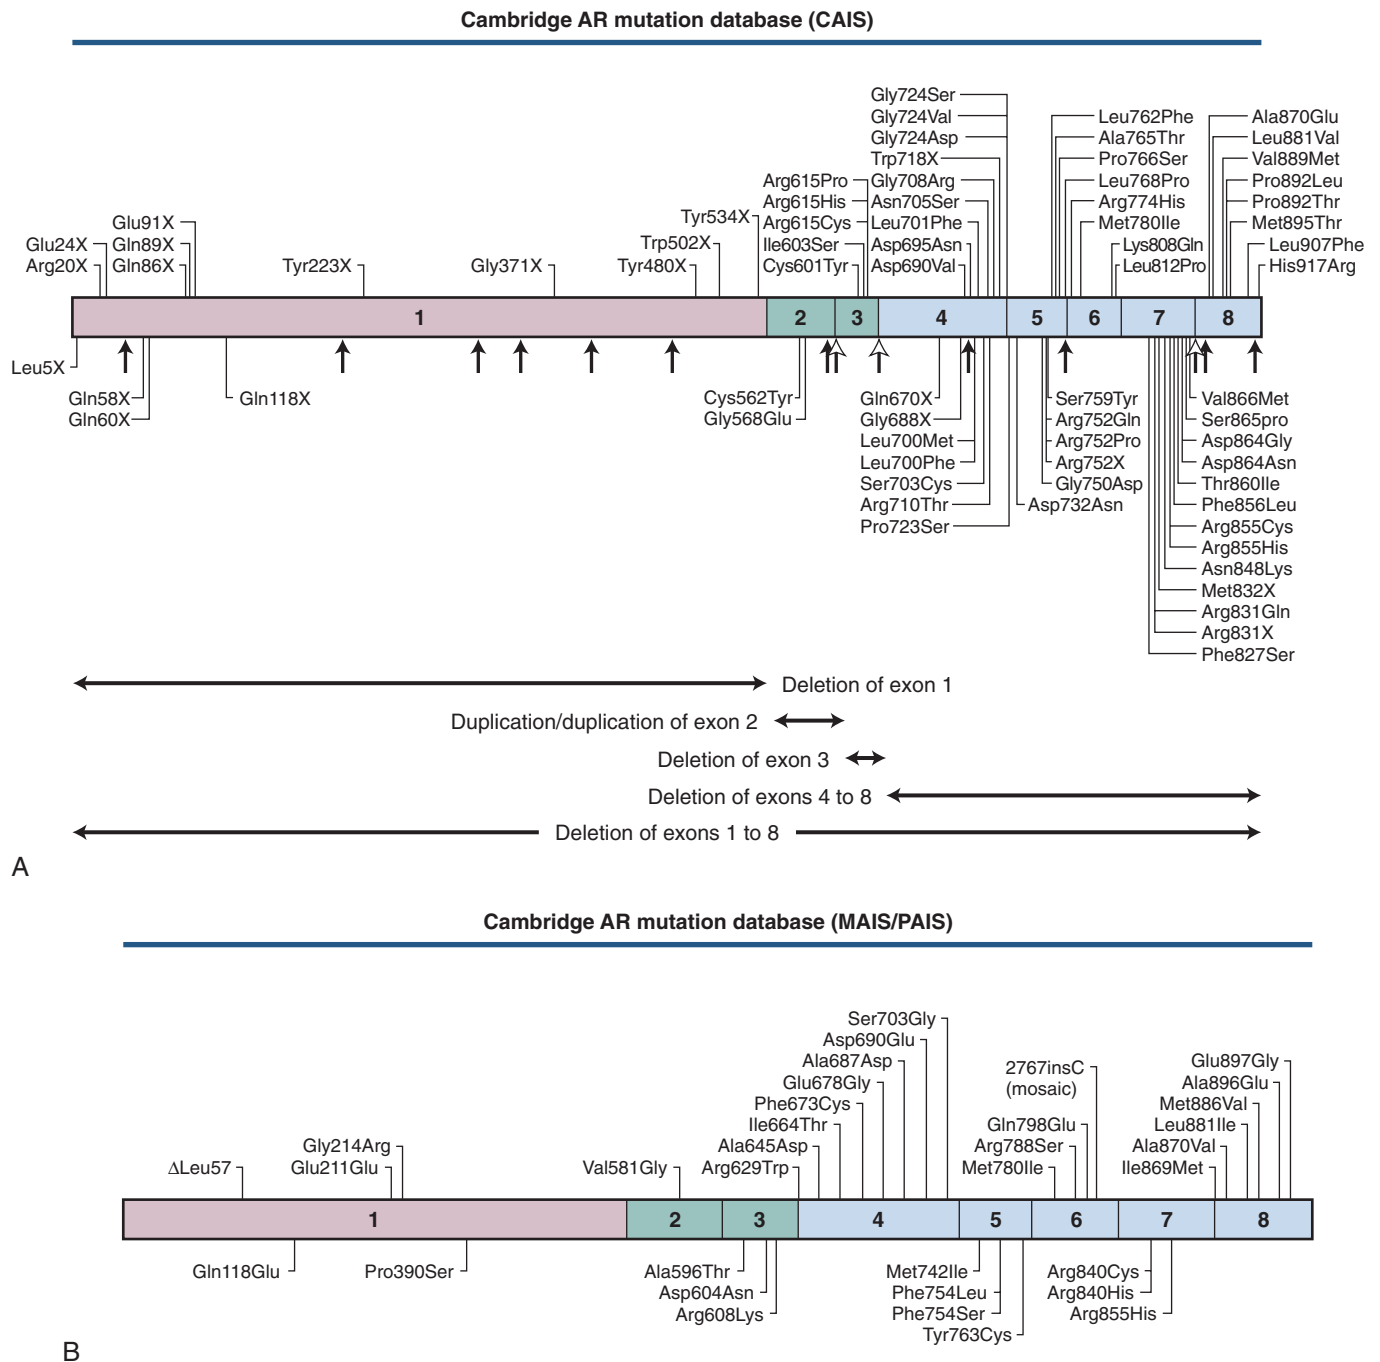 Cambridge AR mutation database (CAIS)
Gly724Ser
Gly724Val
Gly724Asp
Trp718X
Gly708Arg
Asn705Ser
Leu701Phe
Asp695Asn
Asp690Val
Leu762Phe
Ala765Thr
Pro766Ser
Leu768Pro
Arg774His
Met780Ile
Lys808Gln
Leu812Pro
Ala870Glu
Leu881Val
Val889Met
Pro892Leu
Pro892Thr
Met895Thr
Leu907Phe
His917Arg
Arg615Pro
Arg615His
Arg615Cys
Ile603Ser
Cys601Tyr
Glu24X
Arg20X
Glu91X
Gln89X
Gln86X
Tyr223X
Gly371X
Tyr534X
Trp502X
Tyr480X
1 2 3 4 5 6 7 8
Leu5X
Gln58X
Gln60X
Gln118X
Cys562Tyr
Gly568Glu
Gln670X
Gly688X
Leu700Met
Leu700Phe
Ser703Cys
Arg710Thr
Pro723Ser
Ser759Tyr
Arg752Gln
Arg752Pro
Arg752X
Gly750Asp
Asp732Asn
Val866Met
Ser865pro
Asp864Gly
Asp864Asn
Thr860Ile
Phe856Leu
Arg855Cys
Arg855His
Asn848Lys
Met832X
Arg831Gln
Arg831X
Phe827Ser
Deletion of exon 1
Duplication/duplication of exon 2
Deletion of exon 3
Deletion of exons 4 to 8
Deletion of exons 1 to 8
A
Cambridge AR mutation database (MAIS/PAIS)
Ser703Gly
Asp690Glu
Ala687Asp
Glu678Gly
Phe673Cys
Ile664Thr
Ala645Asp
Arg629Trp
2767insC
(mosaic)
Gln798Glu
Arg788Ser
Met780Ile
Glu897Gly
Ala896Glu
Met886Val
Leu881Ile
Ala870Val
Ile869Met
ΔLeu57
Gly214Arg
Glu211Glu
Val581Gly
1 2 3 4 5 6 7 8
Gln118Glu
Pro390Ser
Ala596Thr
Asp604Asn
Arg608Lys
Met742Ile
Phe754Leu
Phe754Ser
Tyr763Cys
Arg840Cys
Arg840His
Arg855His
B